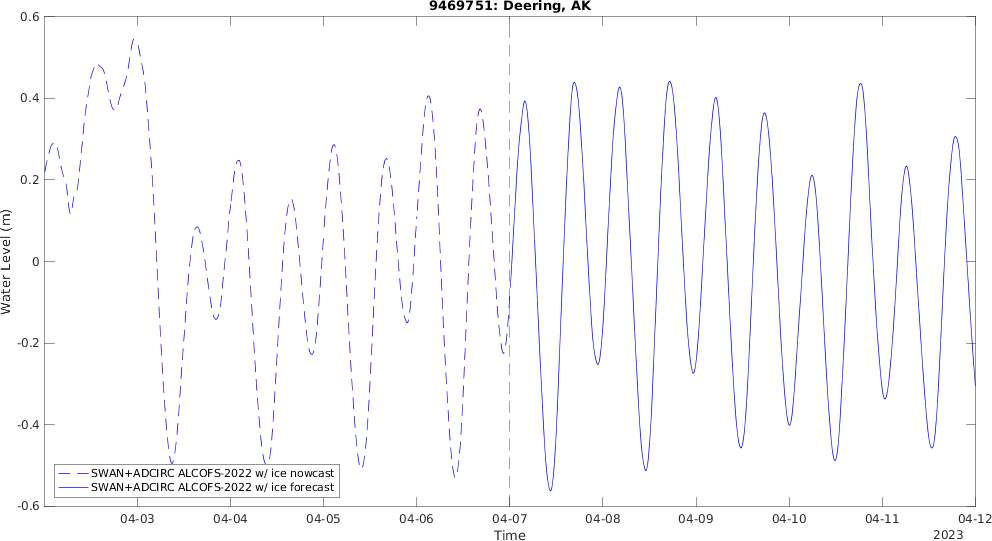 9469751: Deering, AK
0.6
0.4
0.2
0
-0.2
-0.4
-0.6
Water Level (m)
SWAN+ADCIRC ALCOFS-2022 w/ ice nowcast
SWAN+ADCIRC ALCOFS-2022 w/ ice forecast
04-03 04-04 04-05 04-06 04-07 04-08 04-09 04-10 04-11 04-12
Time
2023